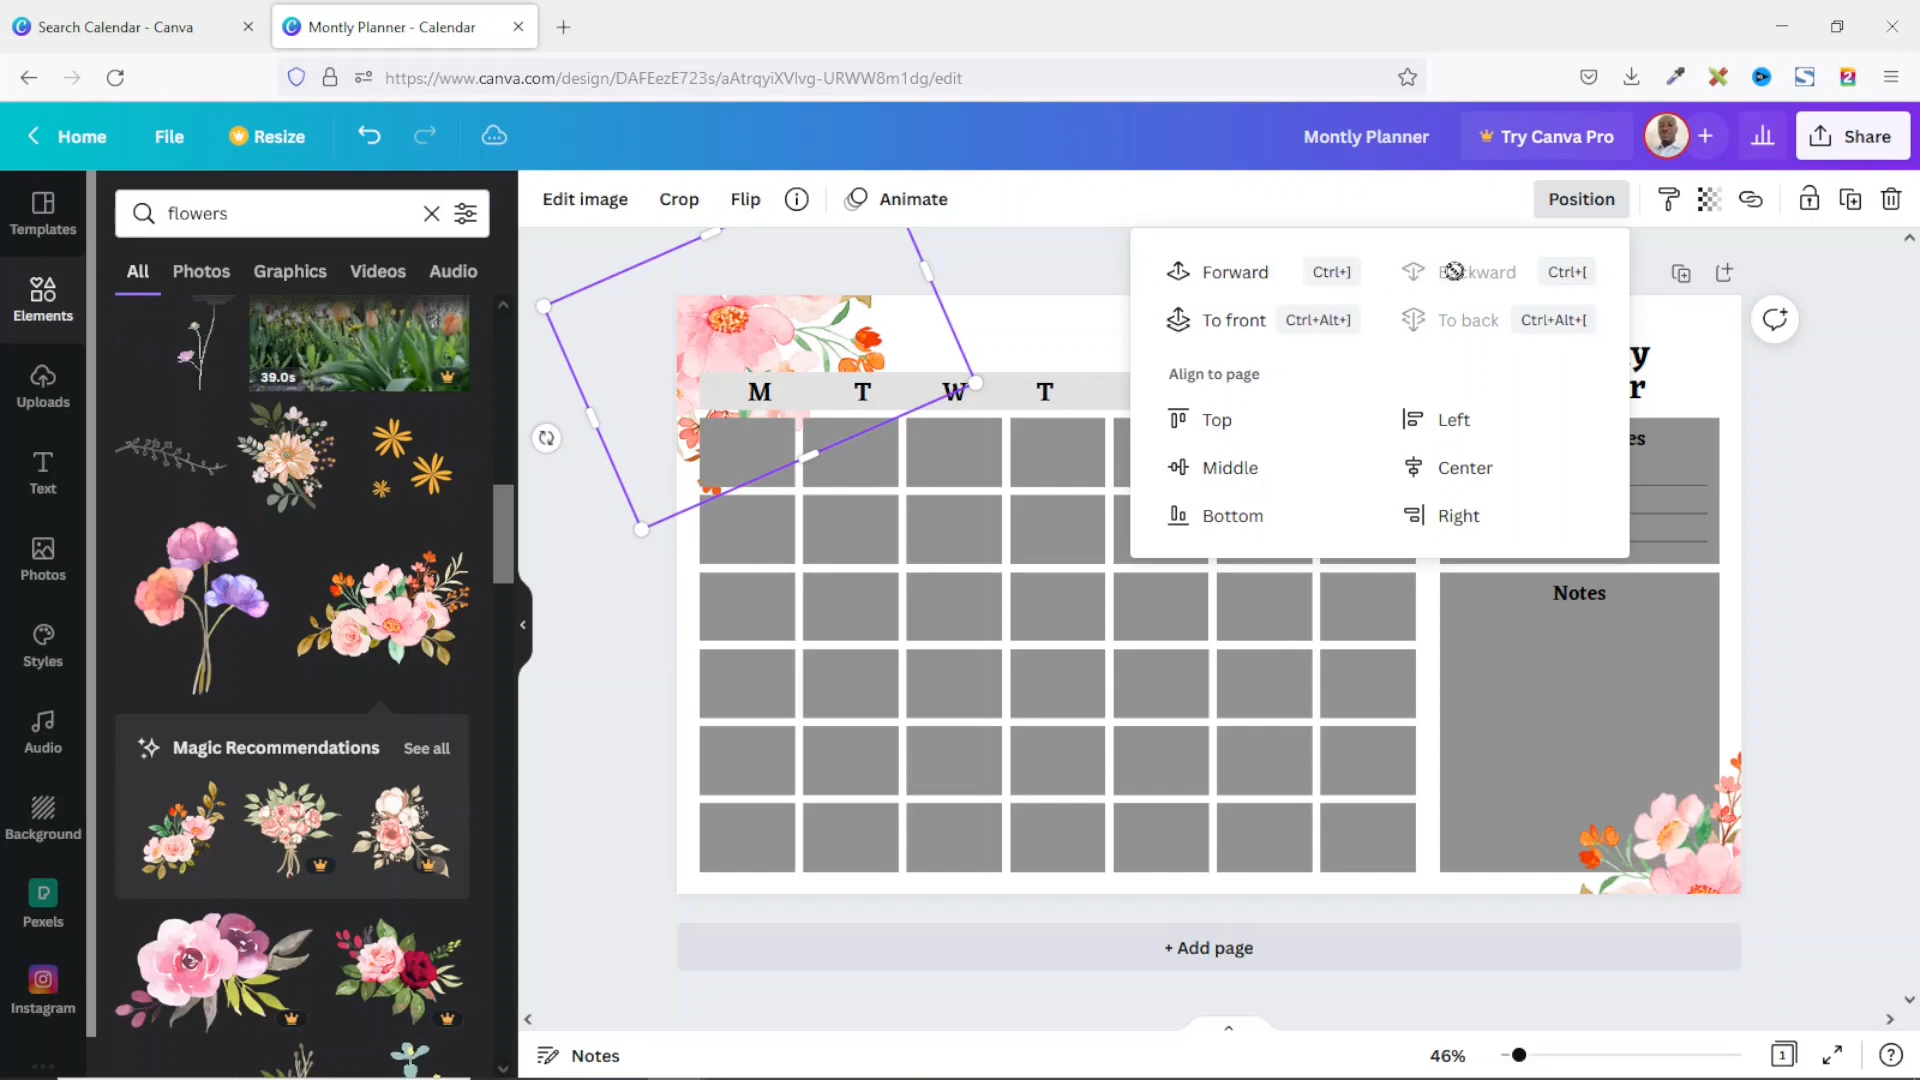 Search Calendar - Canva
Montly Planner - Calendar
https://www.canva.com/design/DAFEezE723s/aAtrqyiXVlvg-URWW8m1dg/edit
Home
File
Resize
Montly Planner
Try Canva Pro
Share
Templates
Elements
Uploads
Text
Photos
Styles
Audio
Background
Pexels
Instagram
flowers
All
Photos
Graphics
Videos
Audio
39.0s
Magic Recommendations
See all
Edit image
Crop
Flip
Animate
Position
Forward
Ctrl+]
Ctrl+[
To front
Ctrl+Alt+]
To back
Ctrl+Alt+[
Align to page
Top
Left
Middle
Center
Bottom
Right
M T W T
Notes
+ Add page
Notes
46%
1